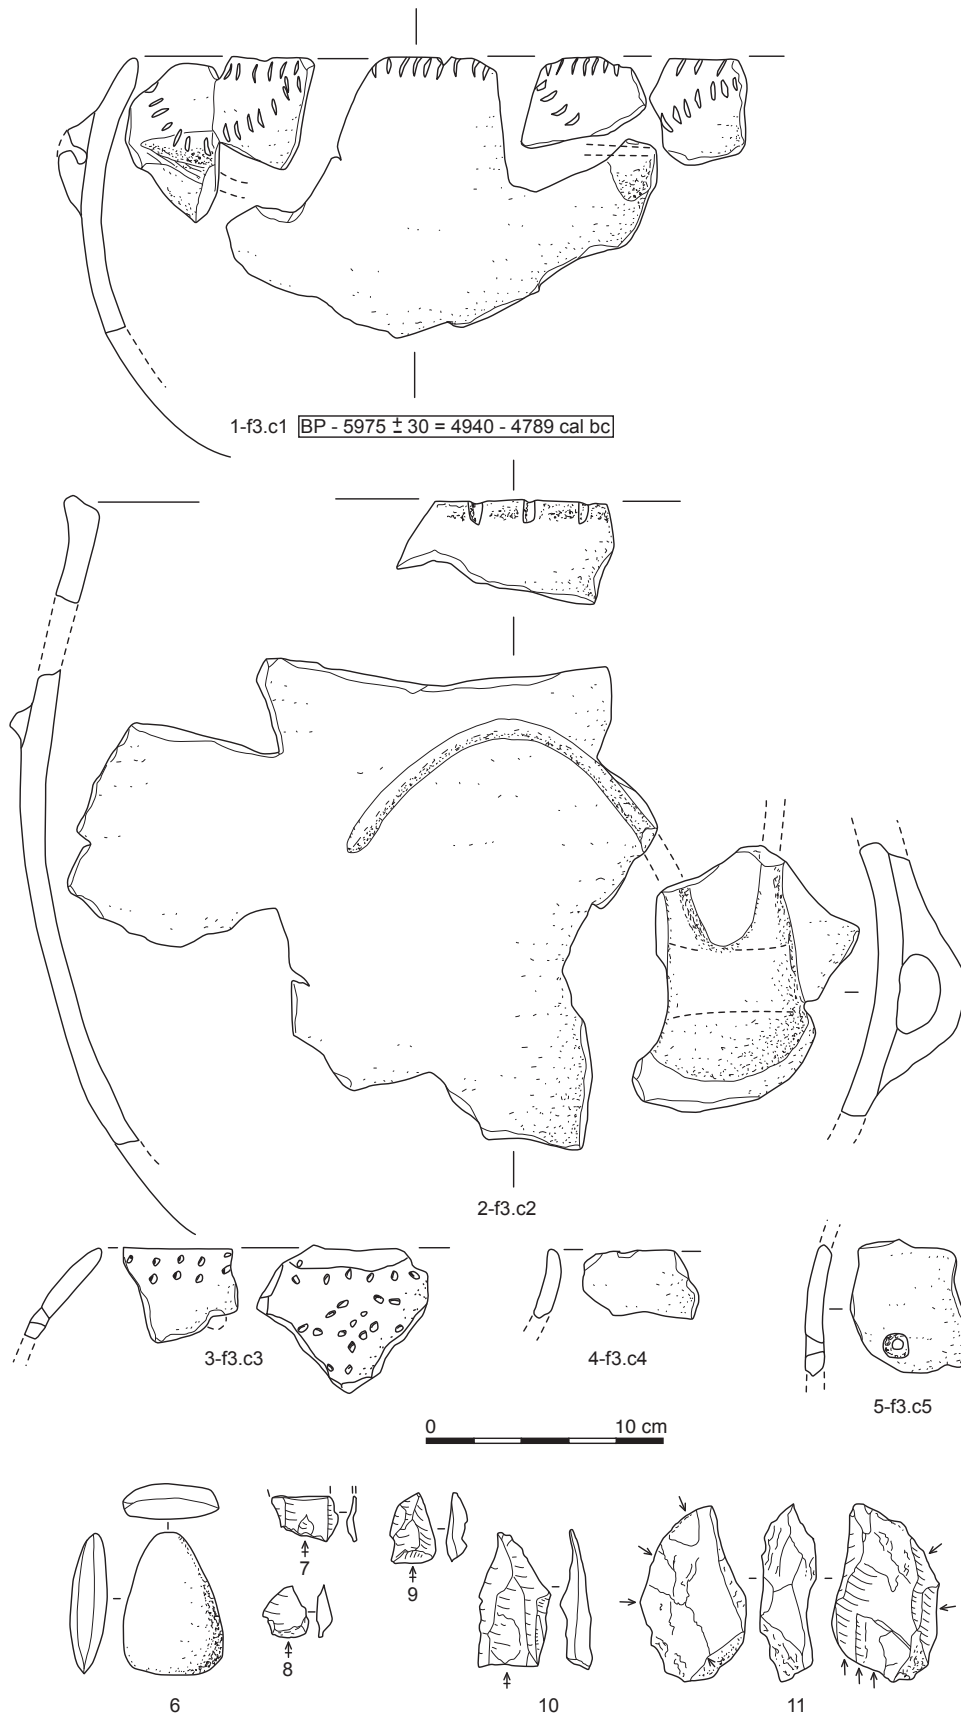 1-f3.c1 BP - 5975 ± 30 = 4940 - 4789 cal bc
2-f3.c2
3-f3.c3
4-f3.c4
5-f3.c5
0 10 cm
6
7
8
9
10
11